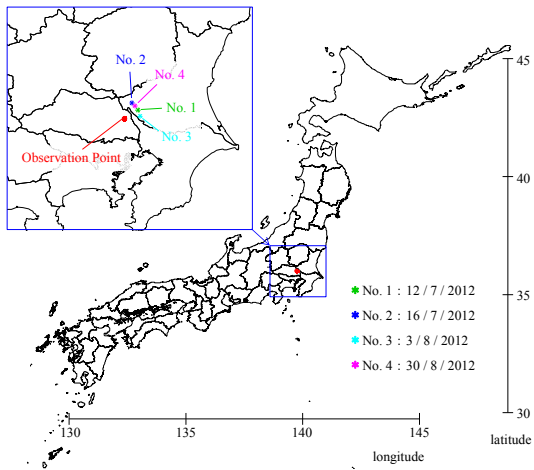 No. 2
No. 4
No. 1
No. 3
Observation Point
45
40
35
30
No. 1 : 12 / 7 / 2012
No. 2 : 16 / 7 / 2012
No. 3 : 3 / 8 / 2012
No. 4 : 30 / 8 / 2012
130
135
140
145
longitude
latitude